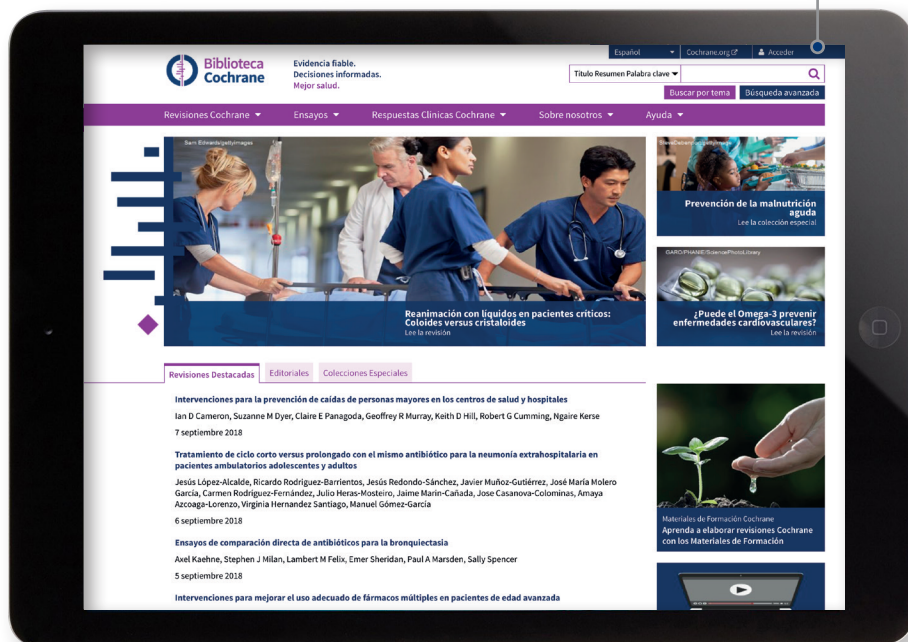 Español
Cochrane.org
Acceder
Biblioteca
Cochrane
Evidencia fiable.
Decisiones informadas.
Mejor salud.
Titulo Resumen Palabra clave
Buscar por tema
Búsqueda avanzada
Revisiones Cochrane
Ensayos
Respuestas Clínicas Cochrane
Sobre nosotros
Ayuda
Sam Edwards/gettyimages
Reanimación con líquidos en pacientes críticos:
Coloides versus cristaloides
Lee la revisión
Prevención de la malnutrición
aguda
Lee la colección especial
GARO/PHANIE/SciencePhotoLibrary
¿Puede el Omega-3 prevenir
enfermedades cardiovasculares?
Lee la revisión
Revisiones Destacadas
Editoriales
Colecciones Especiales
Intervenciones para la prevención de caídas de personas mayores en los centros de salud y hospitales
Ian D Cameron, Suzanne M Dyer, Claire E Panagoda, Geoffrey R Murray, Keith D Hill, Robert G Cumming, Ngaire Kerse
7 septiembre 2018
Tratamiento de ciclo corto versus prolongado con el mismo antibiótico para la neumonía extrahospitalaria en
pacientes ambulatorios adolescentes y adultos
Jesús López-Alcalde, Ricardo Rodriguez-Barrientos, Jesús Redondo-Sánchez, Javier Muñoz-Gutiérrez, José María Molero
García, Carmen Rodríguez-Fernández, Julio Heras-Mosteiro, Jaime Marin-Cañada, Jose Casanova-Colominas, Amaya
Azcoaga-Lorenzo, Virginia Hernandez Santiago, Manuel Gómez-García
6 septiembre 2018
Ensayos de comparación directa de antibióticos para la bronquiectasia
Axel Kaehne, Stephen J Milan, Lambert M Felix, Emer Sheridan, Paul A Marsden, Sally Spencer
5 septiembre 2018
Intervenciones para mejorar el uso adecuado de fármacos múltiples en pacientes de edad avanzada
Materiales de Formación Cochrane
Aprenda a elaborar revisiones Cochrane
con los Materiales de Formación